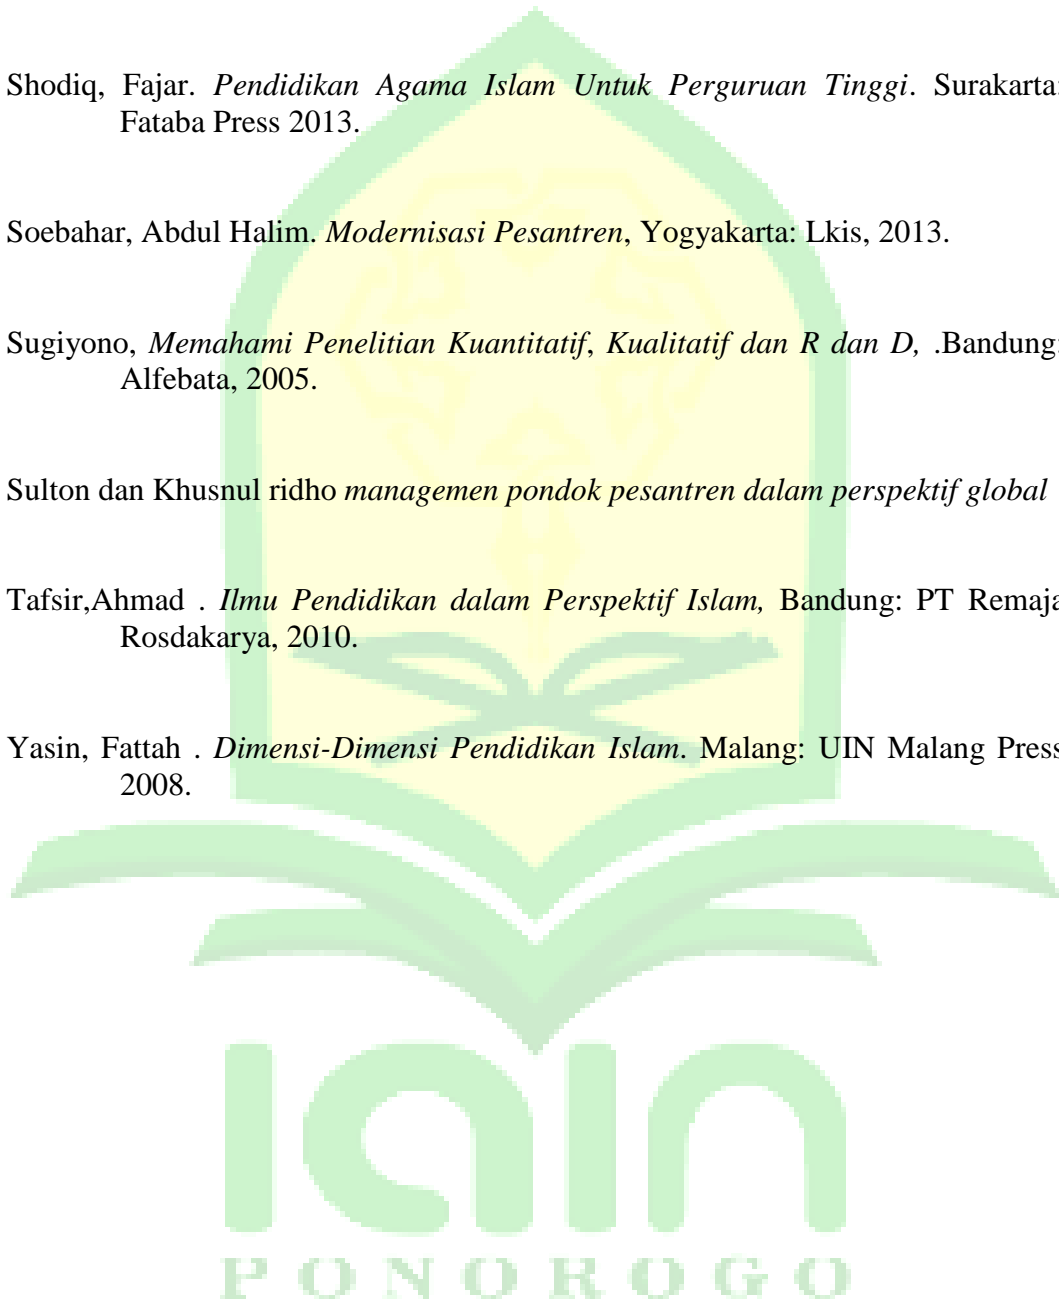 Shodiq, Fajar. Pendidikan Agama Islam Untuk Perguruan Tinggi. Surakarta:
Fataba Press 2013.
Soebahar, Abdul Halim. Modernisasi Pesantren, Yogyakarta: Lkis, 2013.
Sugiyono, Memahami Penelitian Kuantitatif, Kualitatif dan R dan D, .Bandung:
Alfebata, 2005.
Sulton dan Khusnul ridho managemen pondok pesantren dalam perspektif global
Tafsir,Ahmad . Ilmu Pendidikan dalam Perspektif Islam, Bandung: PT Remaja
Rosdakarya, 2010.
Yasin, Fattah . Dimensi-Dimensi Pendidikan Islam. Malang: UIN Malang Press
2008.
iain
PONOROGO